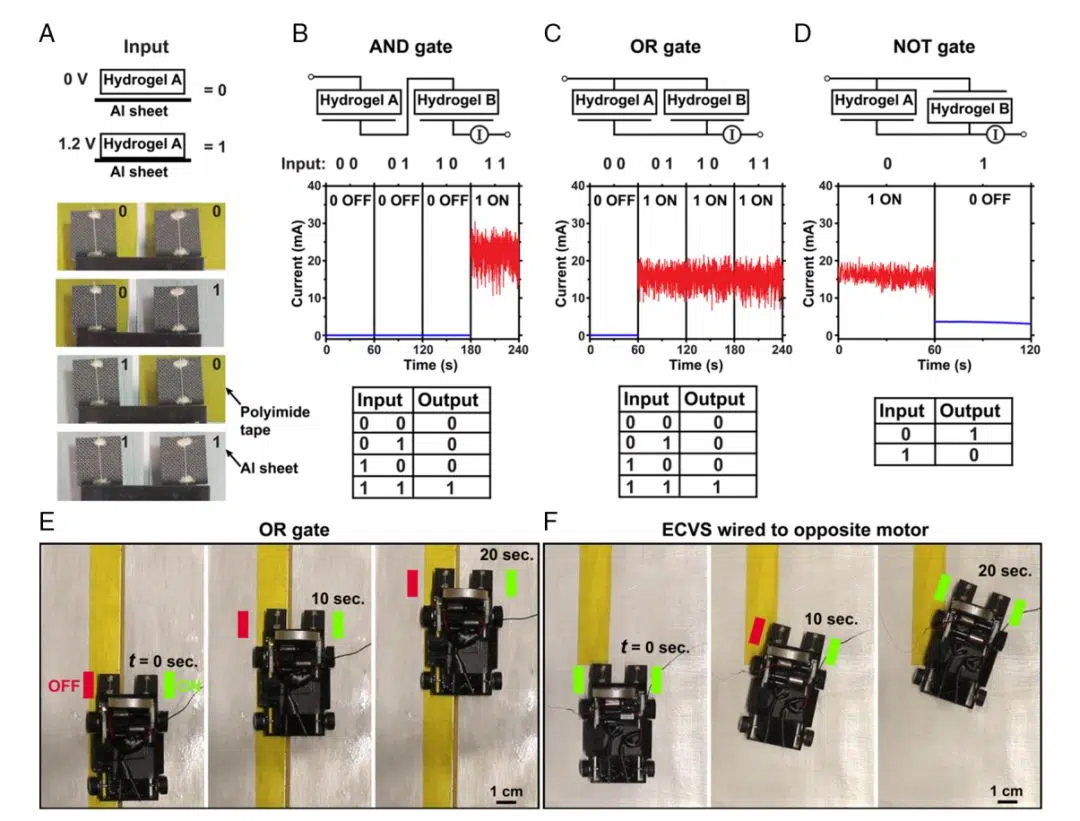 A
Input
0 V Hydrogel A = 0
Al sheet
1.2 V Hydrogel A = 1
Al sheet
0 0
0 1
1 0
Polyimide
tape
1 1
Al sheet
B
AND gate
Hydrogel A Hydrogel B
I
Input: 0 0 0 1 1 0 1 1
40
0 OFF 0 OFF 0 OFF 1 ON
30
20
10
0
Current (mA)
0 60 120 180 240
Time (s)
Input Output
0 0 0
0 1 0
1 0 0
1 1 1
C
OR gate
Hydrogel A Hydrogel B
I
0 0 0 1 1 0 1 1
40
0 OFF 1 ON 1 ON 1 ON
30
20
10
0
Current (mA)
0 60 120 180 240
Time (s)
Input Output
0 0 0
0 1 0
1 0 0
1 1 1
D
NOT gate
Hydrogel A Hydrogel B
I
0 1
40
1 ON 0 OFF
30
20
10
0
Current (mA)
0 60 120
Time (s)
Input Output
0 1
1 0
E
OR gate
OFF t = 0 sec. ON
10 sec.
20 sec.
1 cm
F
ECVS wired to opposite motor
t = 0 sec.
10 sec.
20 sec.
1 cm